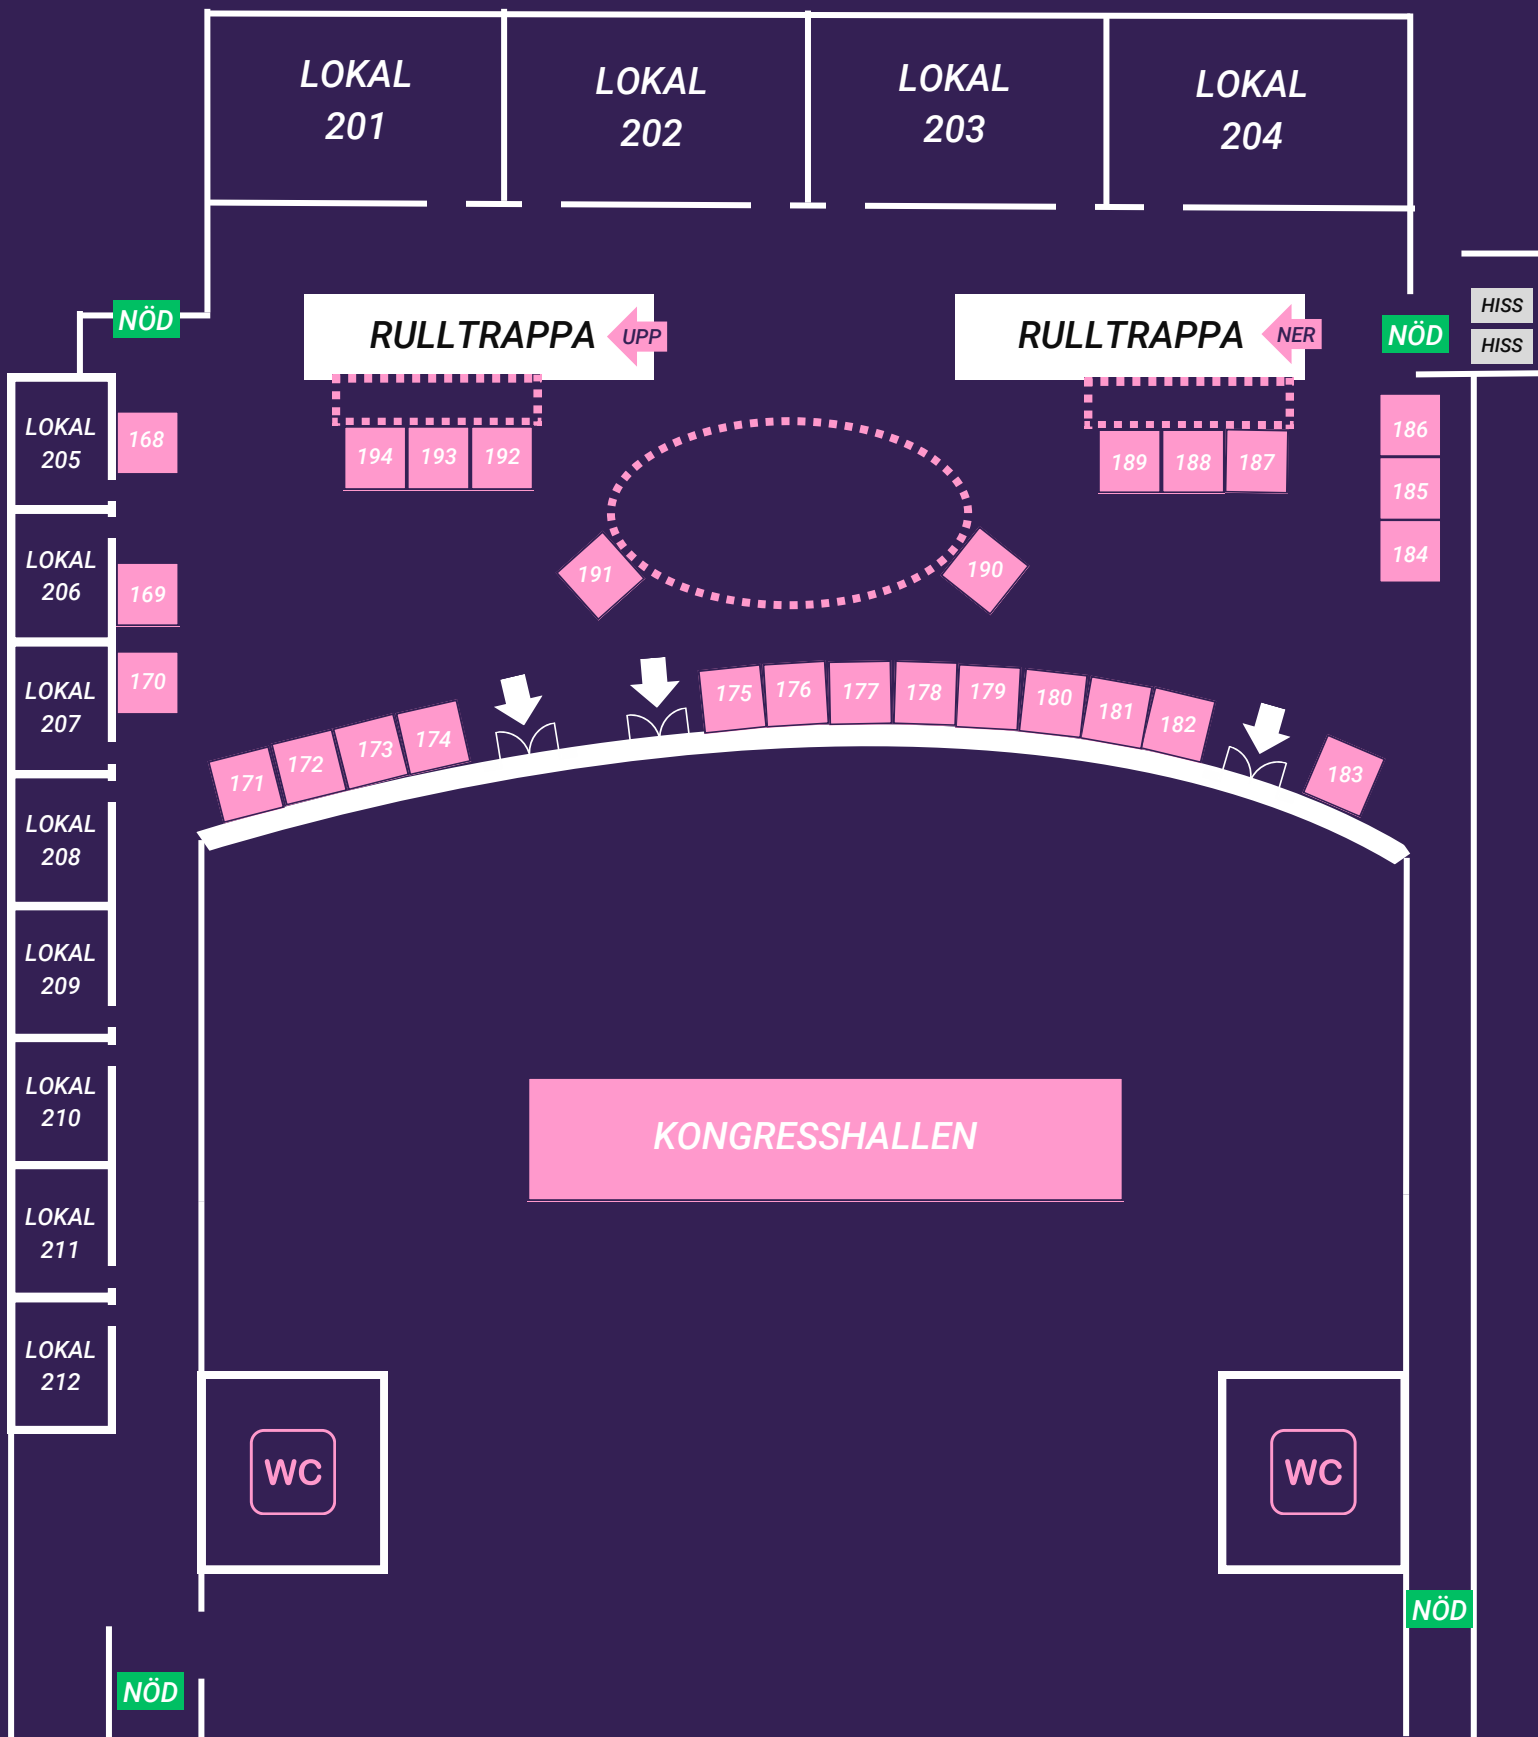 LOKAL
201
LOKAL
202
LOKAL
203
LOKAL
204
NÖD
RULLTRAPPA
UPP
RULLTRAPPA
NER
NÖD
HISS
HISS
LOKAL
205
168
194
193
192
189
188
187
186
185
184
LOKAL
206
169
191
190
LOKAL
207
170
171
172
173
174
175
176
177
178
179
180
181
182
183
LOKAL
208
LOKAL
209
LOKAL
210
KONGRESSHALLEN
LOKAL
211
LOKAL
212
WC
WC
NÖD
NÖD